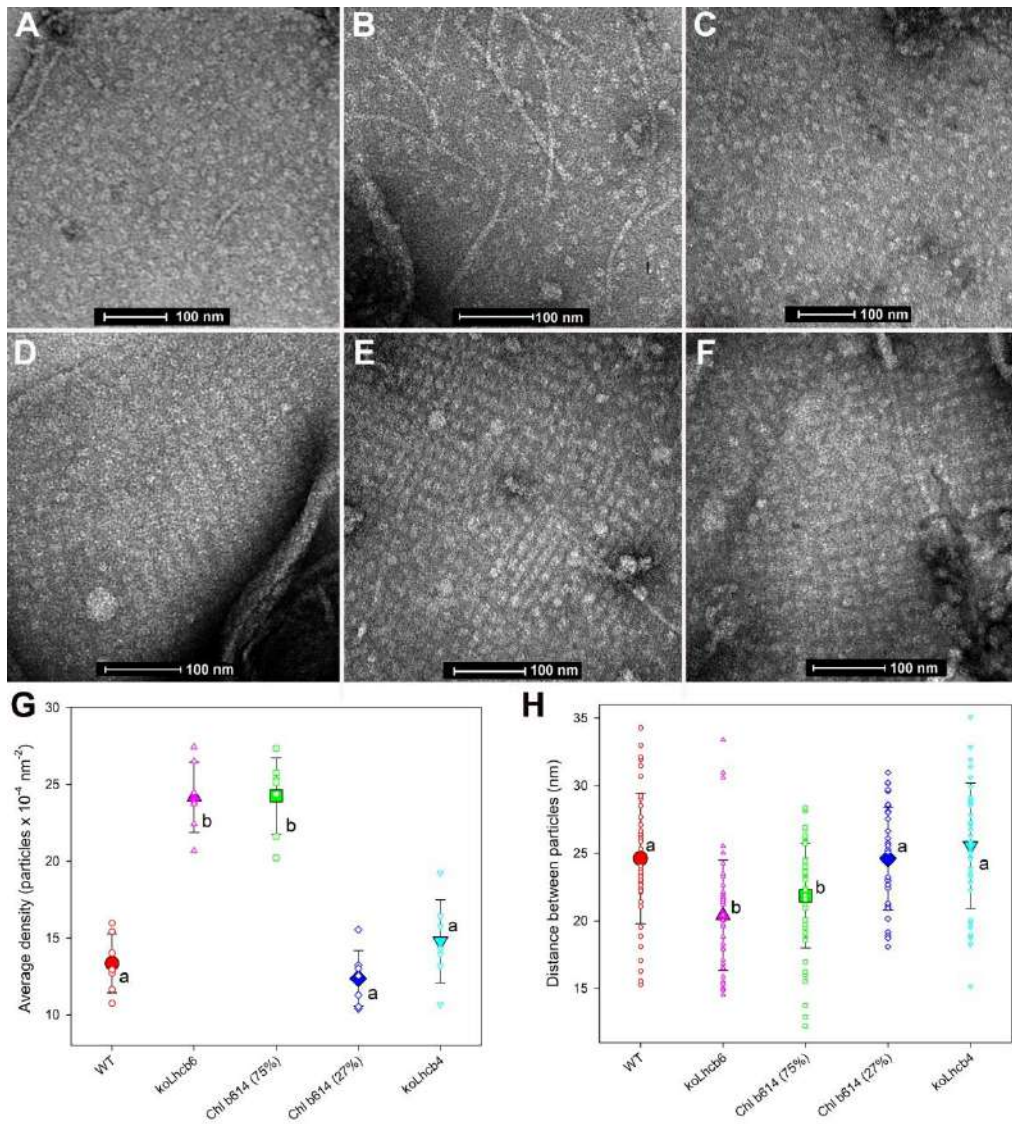 A
B
C
100 nm
100 nm
100 nm
D
E
F
100 nm
100 nm
100 nm
G
H
Average density (particles x 10⁻⁴ nm⁻²)
30
25
20
15
10
a
b
b
a
a
WT
koLhcb6
Chl b614 (75%)
Chl b614 (27%)
koLhcb4
Distance between particles (nm)
35
30
25
20
15
a
b
b
a
a
WT
koLhcb6
Chl b614 (75%)
Chl b614 (27%)
koLhcb4